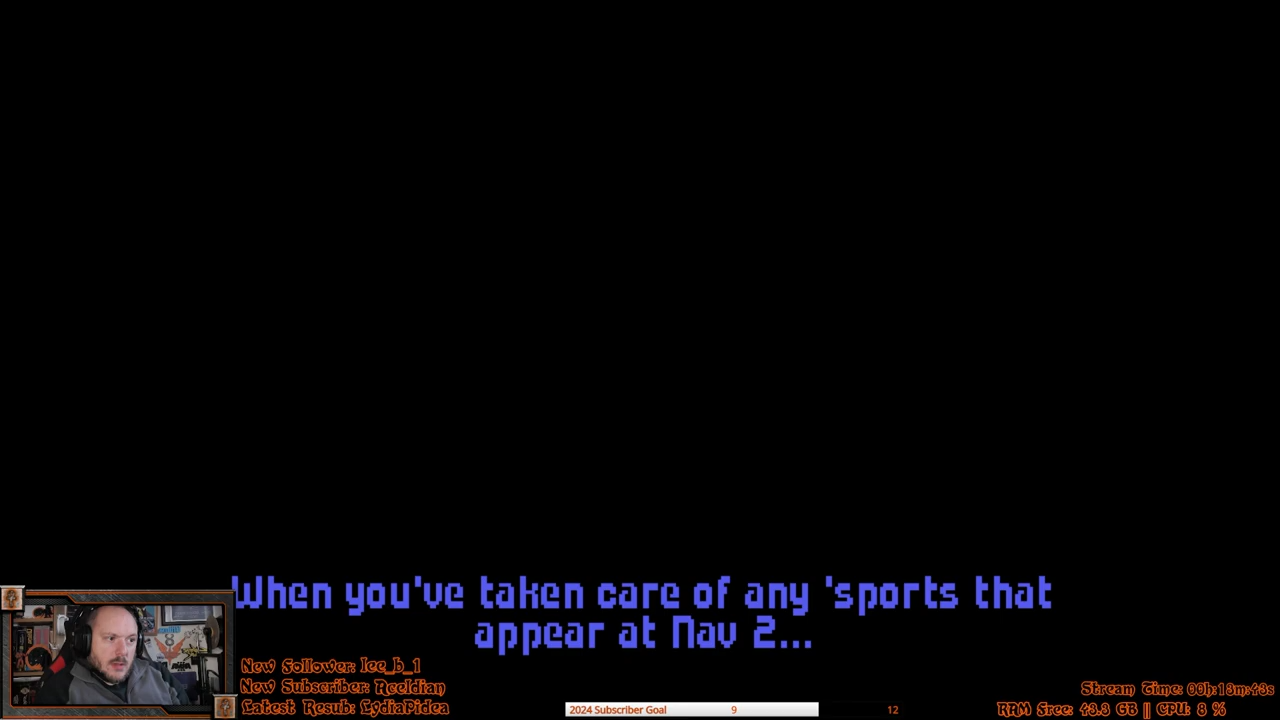 When you've taken care of any 'sports that
appear at Nav 2...
New Follower: lee_b_1
New Subscriber: Aceldian
Latest Resub: LydiaPidea
2024 Subscriber Goal 9 12
Stream Time: 00h:13m:43s
RAM Free: 43.3 GB || CPU: 8 %